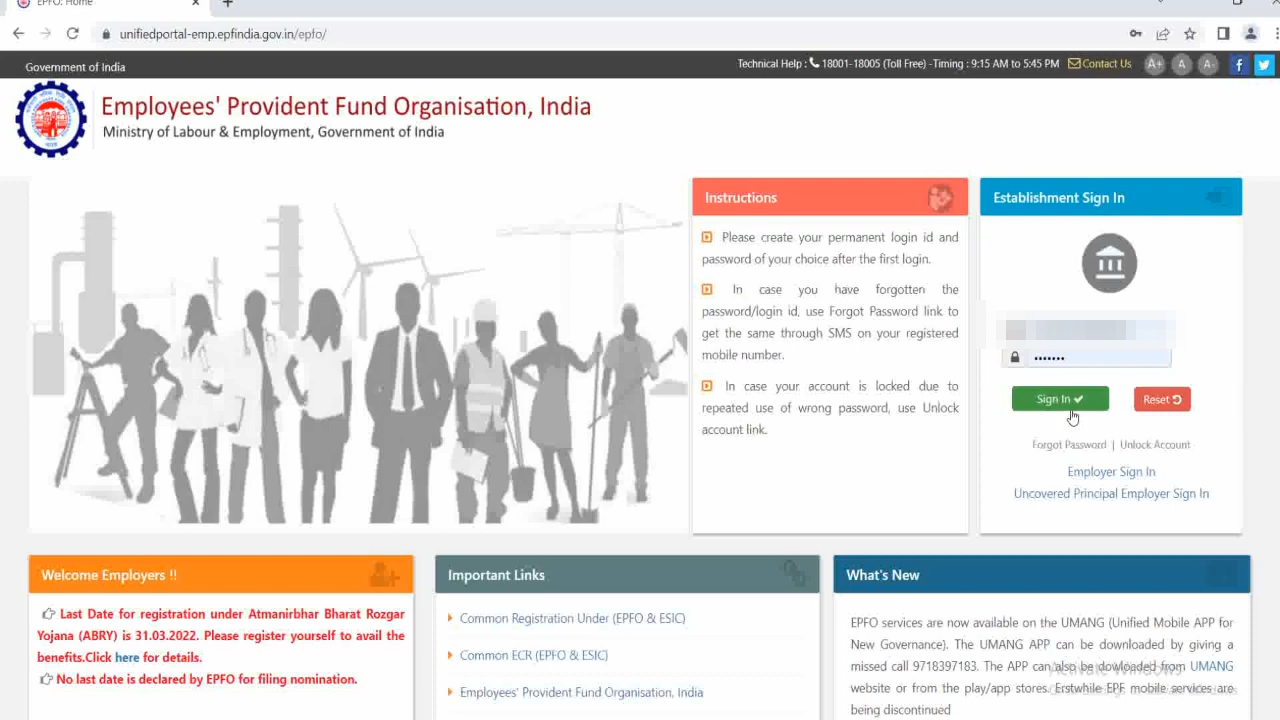 EPFO: Home
unifiedportal-emp.epfindia.gov.in/epfo/
Government of India
Technical Help : 18001-18005 (Toll Free) -Timing : 9:15 AM to 5:45 PM Contact Us A+ A A-
Employees' Provident Fund Organisation, India
Ministry of Labour & Employment, Government of India
Instructions
Please create your permanent login id and
password of your choice after the first login.
In case you have forgotten the
password/login id, use Forgot Password link to
get the same through SMS on your registered
mobile number.
In case your account is locked due to
repeated use of wrong password, use Unlock
account link.
Establishment Sign In
•••••••
Sign In
Reset
Forgot Password | Unlock Account
Employer Sign In
Uncovered Principal Employer Sign In
Welcome Employers !!
Last Date for registration under Atmanirbhar Bharat Rozgar
Yojana (ABRY) is 31.03.2022. Please register yourself to avail the
benefits.Click here for details.
No last date is declared by EPFO for filing nomination.
Important Links
Common Registration Under (EPFO & ESIC)
Common ECR (EPFO & ESIC)
Employees' Provident Fund Organisation, India
What's New
EPFO services are now available on the UMANG (Unified Mobile APP for
New Governance). The UMANG APP can be downloaded by giving a
missed call 9718397183. The APP can also be dowloaded from UMANG
website or from the play/app stores. Erstwhile EPF mobile services are
being discontinued
Activate Windows